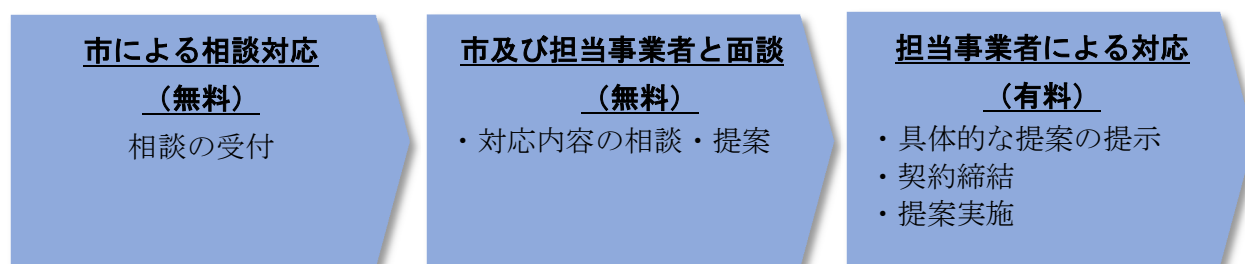 市による相談対応
（無料）
相談の受付
市及び担当事業者と面談
（無料）
・対応内容の相談・提案
担当事業者による対応
（有料）
・具体的な提案の提示
・契約締結
・提案実施